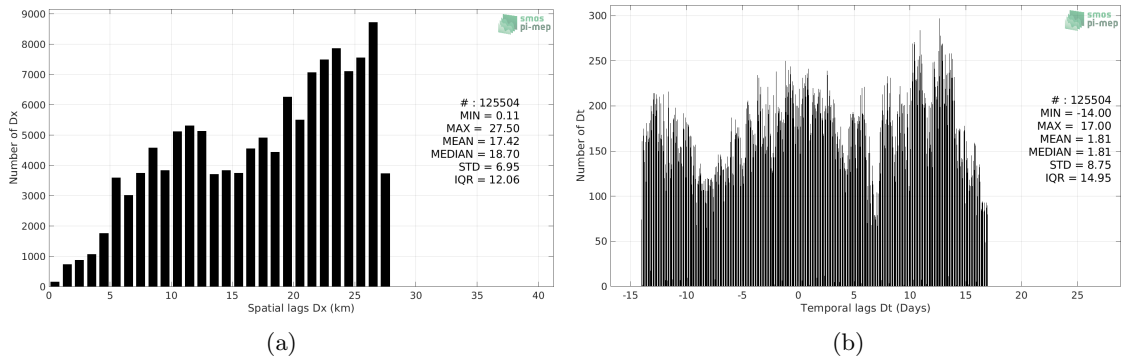 9000
8000
7000
6000
5000
4000
3000
2000
1000
0
Number of Dx
0 5 10 15 20 25 30 35 40
Spatial lags Dx (km)
smos
pi-mep
# : 125504
MIN = 0.11
MAX = 27.50
MEAN = 17.42
MEDIAN = 18.70
STD = 6.95
IQR = 12.06
(a)
300
250
200
150
100
50
0
Number of Dt
-15 -10 -5 0 5 10 15 20 25
Temporal lags Dt (Days)
smos
pi-mep
# : 125504
MIN = -14.00
MAX = 17.00
MEAN = 1.81
MEDIAN = 1.81
STD = 8.75
IQR = 14.95
(b)